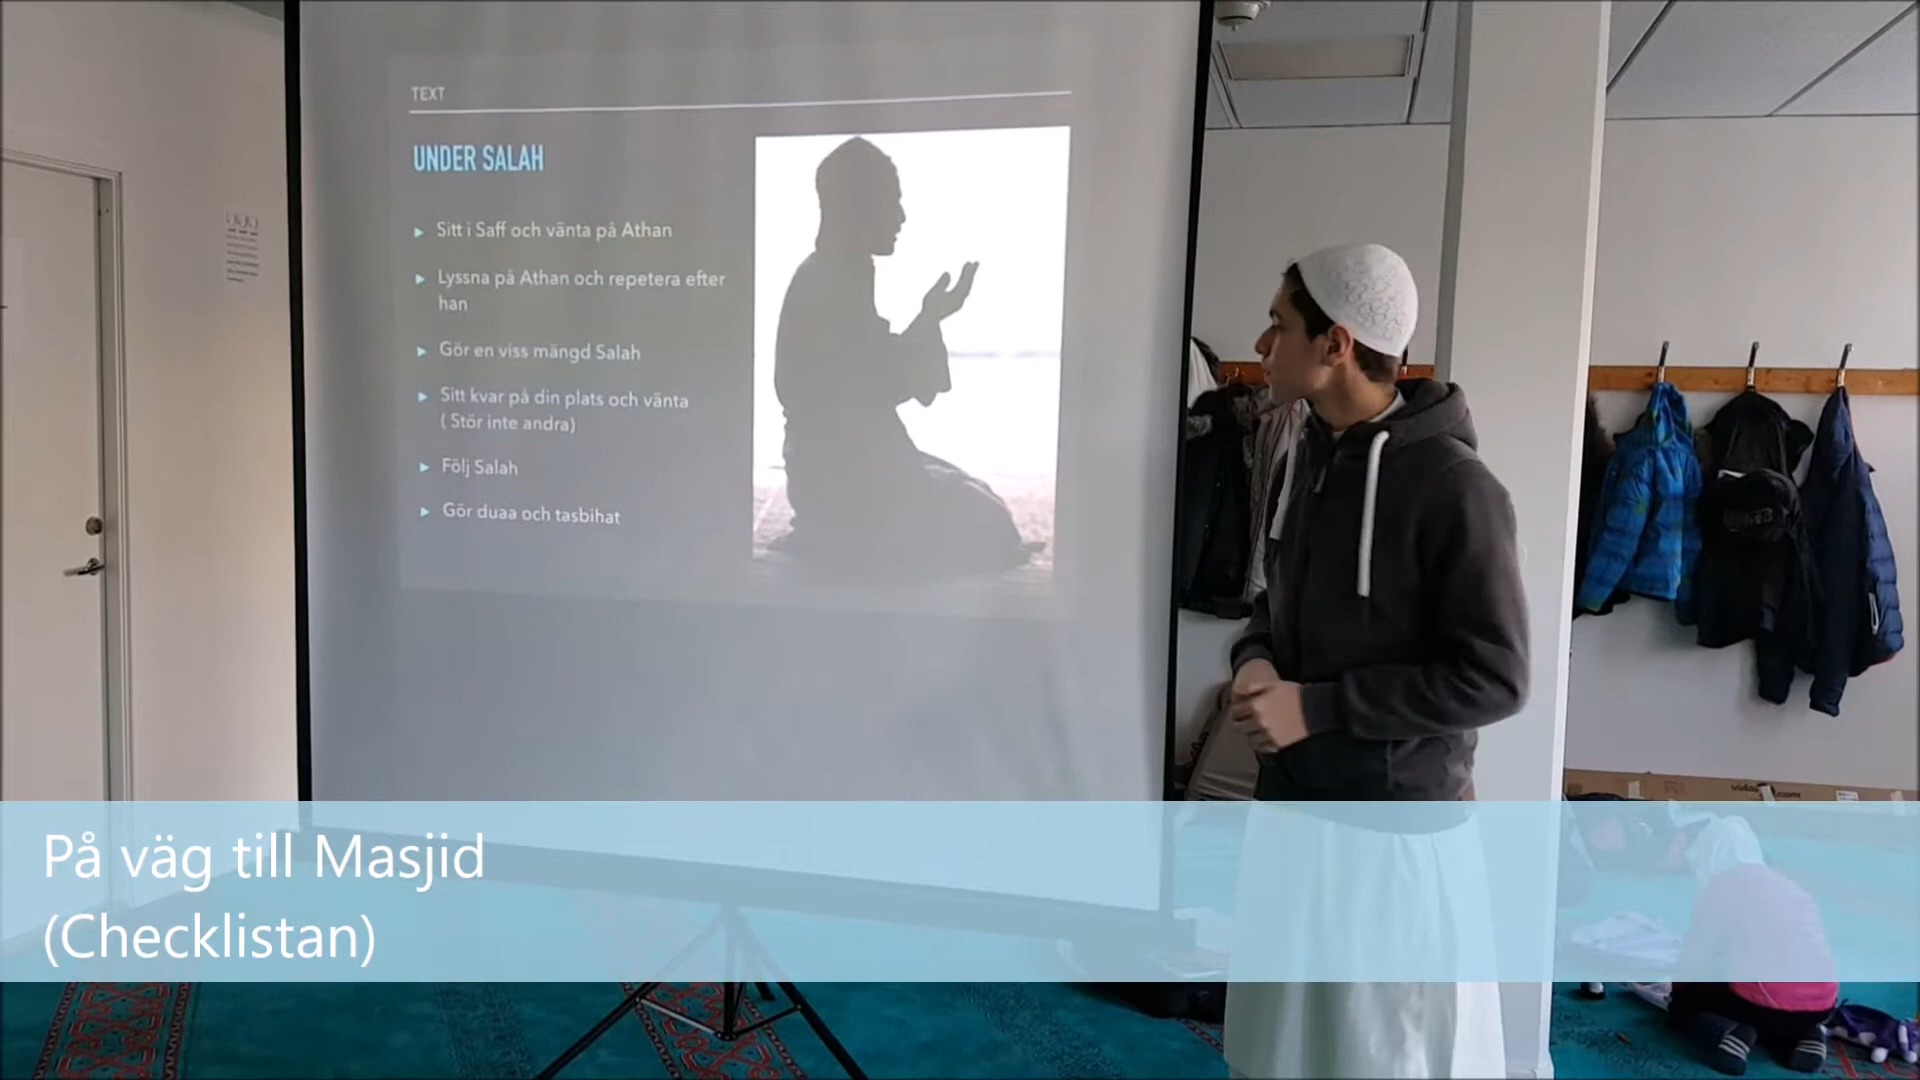 TEXT
UNDER SALAH
Sitt i Saff och vänta på Athan
Lyssna på Athan och repetera efter
han
Gör en viss mängd Salah
Sitt kvar på din plats och vänta
( Stör inte andra)
Följ Salah
Gör duaa och tasbihat
På väg till Masjid
(Checklistan)